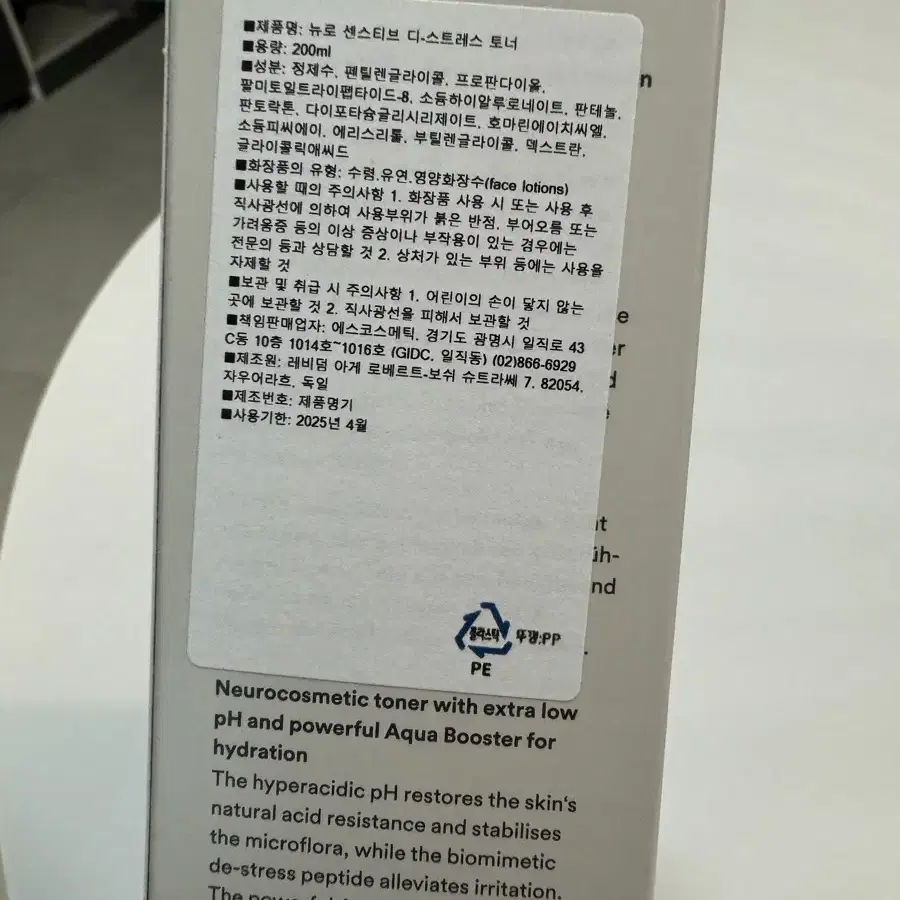 ■제품명: 뉴로 센스티브 디-스트레스 토너
■용량: 200ml
■성분: 정제수, 펜틸렌글라이콜, 프로판다이올,
팔미토일트라이펩타이드-8, 소듐하이알루로네이트, 판테놀,
판토락톤, 다이포타슘글리시리제이트, 호마린에이치씨엘,
소듐피씨에이, 에리스리톨, 부틸렌글라이콜, 덱스트란,
글라이콜릭애씨드
■화장품의 유형: 수렴.유연.영양화장수(face lotions)
■사용할 때의 주의사항 1. 화장품 사용 시 또는 사용 후
직사광선에 의하여 사용부위가 붉은 반점, 부어오름 또는
가려움증 등의 이상 증상이나 부작용이 있는 경우에는
전문의 등과 상담할 것 2. 상처가 있는 부위 등에는 사용을
자제할 것
■보관 및 취급 시 주의사항 1. 어린이의 손이 닿지 않는
곳에 보관할 것 2. 직사광선을 피해서 보관할 것
■책임판매업자: 에스코스메틱, 경기도 광명시 일직로 43
C동 10층 1014호~1016호 (GIDC, 일직동) (02)866-6929
■제조원: 레비덤 아게 로베르트-보쉬 슈트라쎄 7, 82054,
자우어라흐, 독일
■제조번호: 제품명기
■사용기한: 2025년 4월
플라스틱 뚜껑:PP
PE
Neurocosmetic toner with extra low
pH and powerful Aqua Booster for
hydration
The hyperacidic pH restores the skin's
natural acid resistance and stabilises
the microflora, while the biomimetic
de-stress peptide alleviates irritation.
The